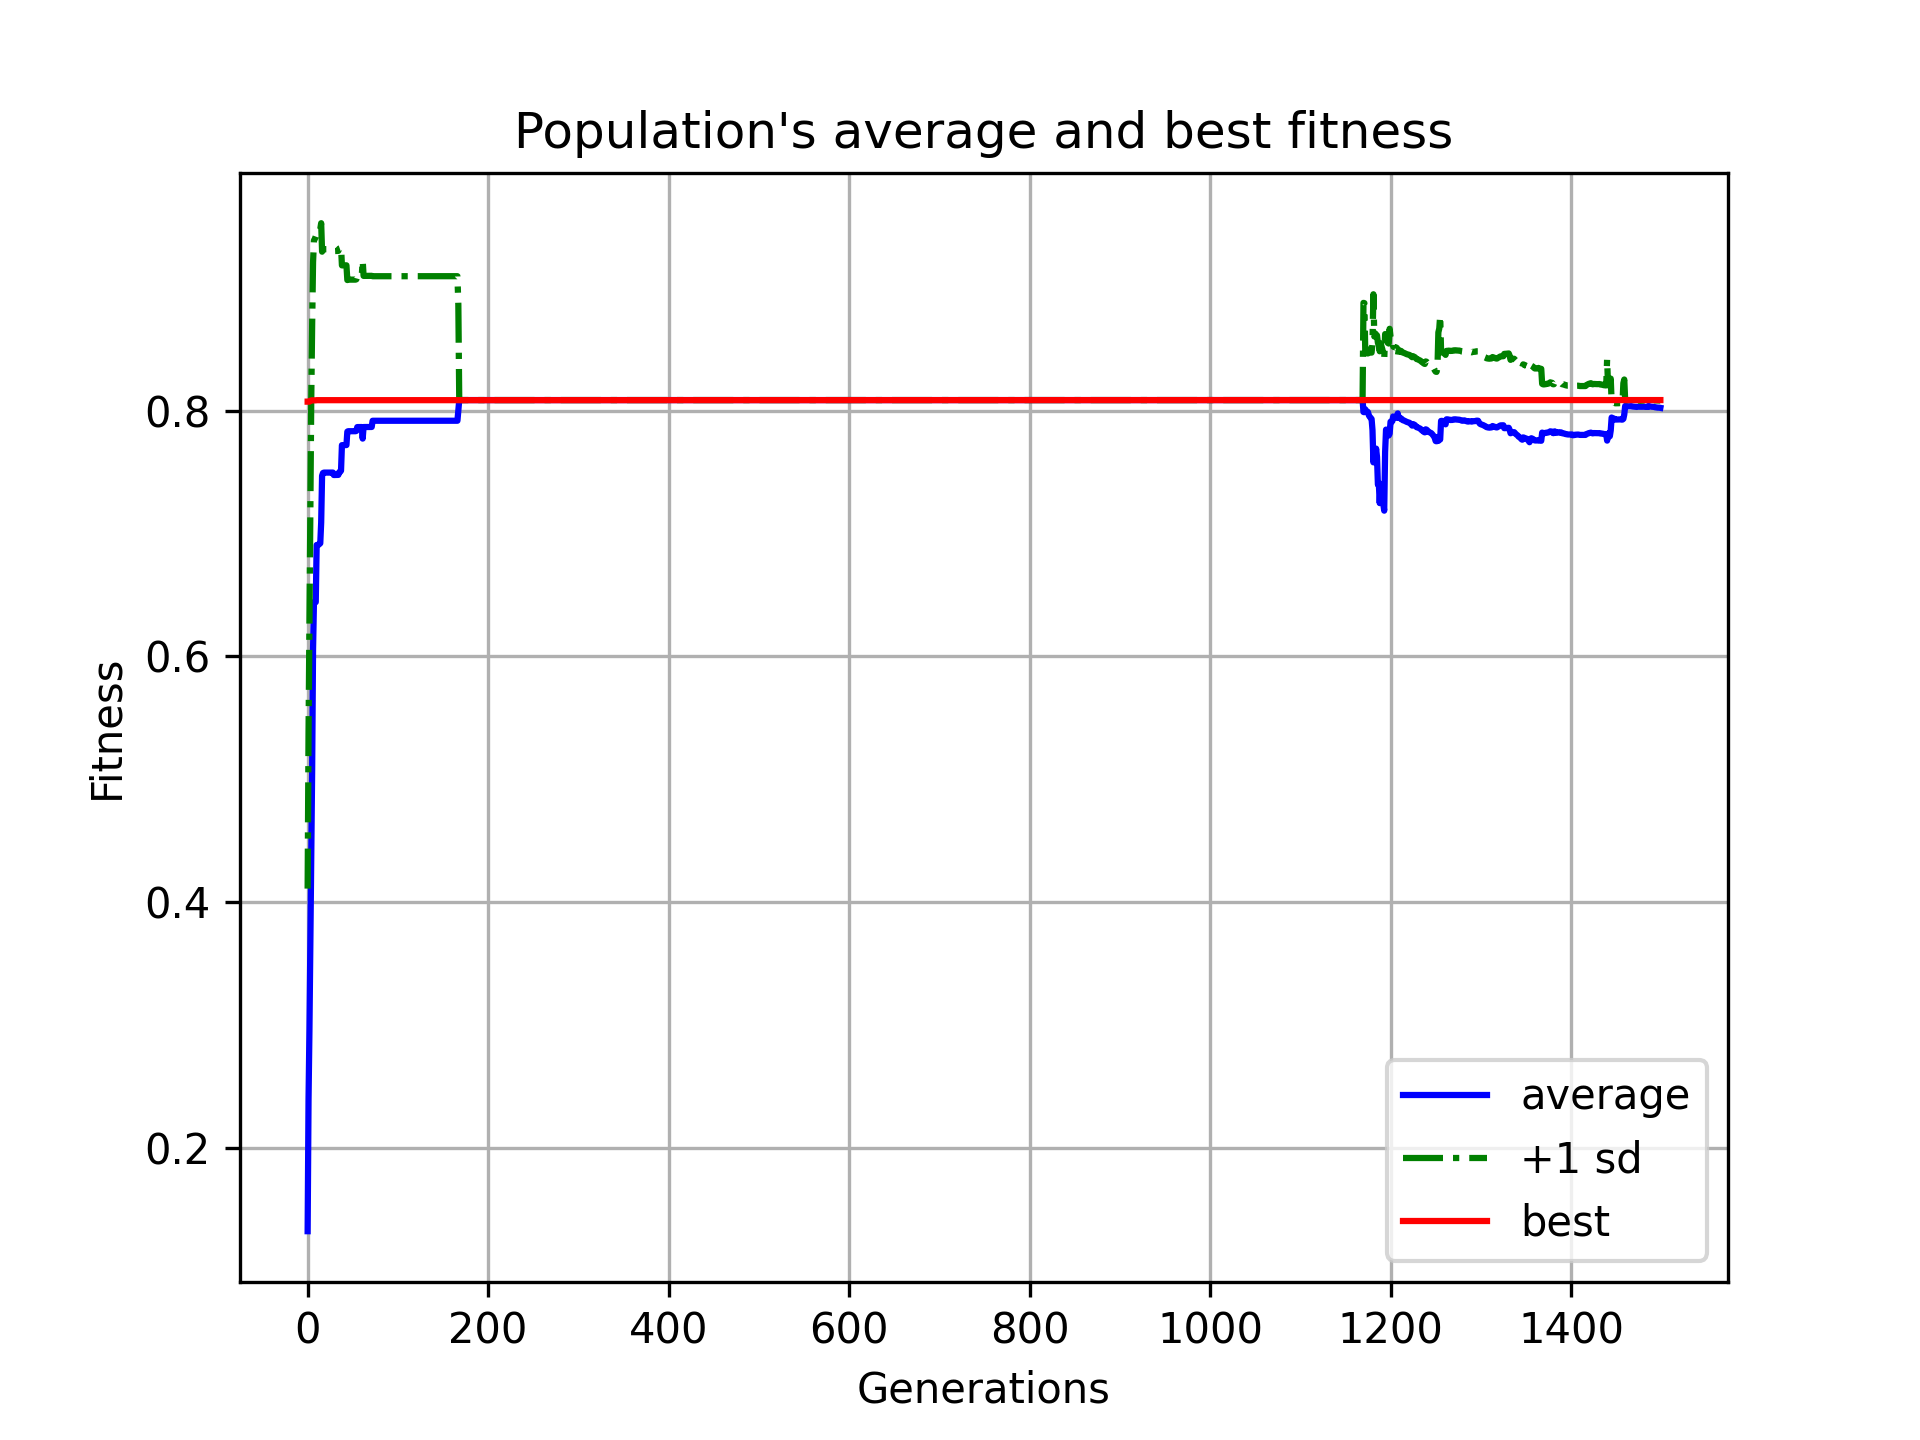 Population's average and best fitness
Fitness
0.8
0.6
0.4
0.2
0 200 400 600 800 1000 1200 1400
Generations
average
+1 sd
best